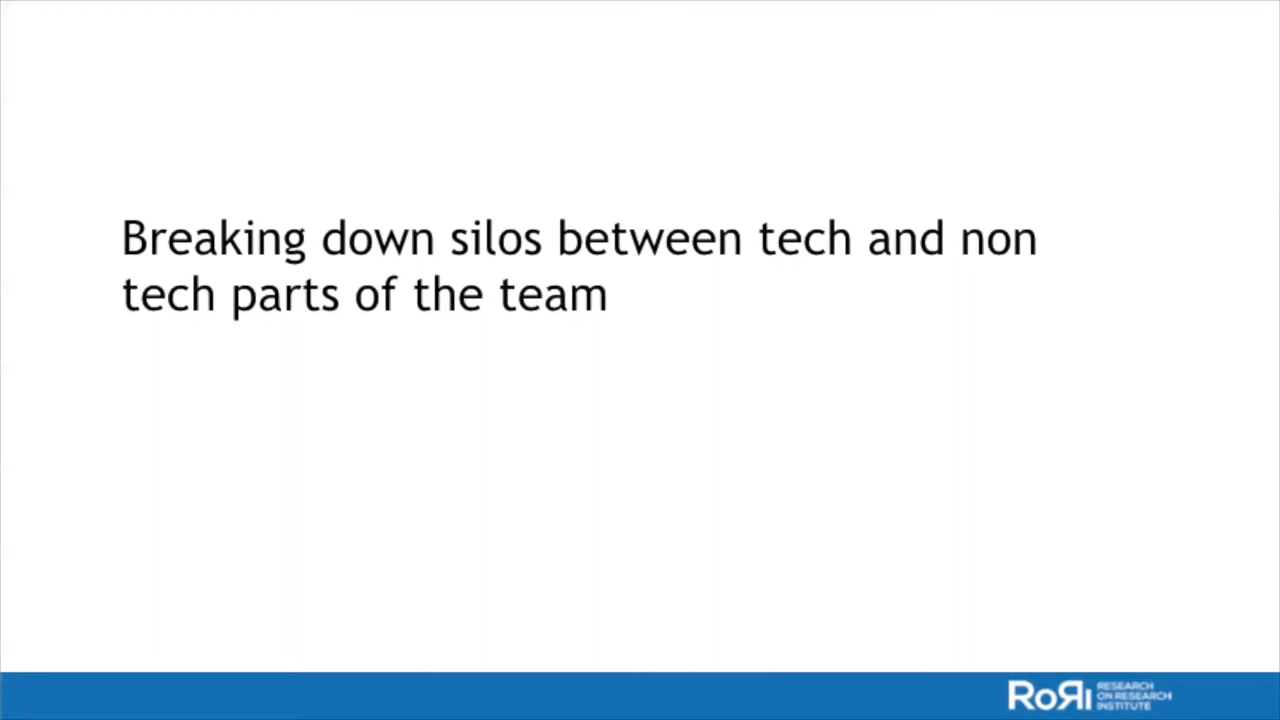 Breaking down silos between tech and non
tech parts of the team
RoRI
RESEARCH
ON RESEARCH
INSTITUTE